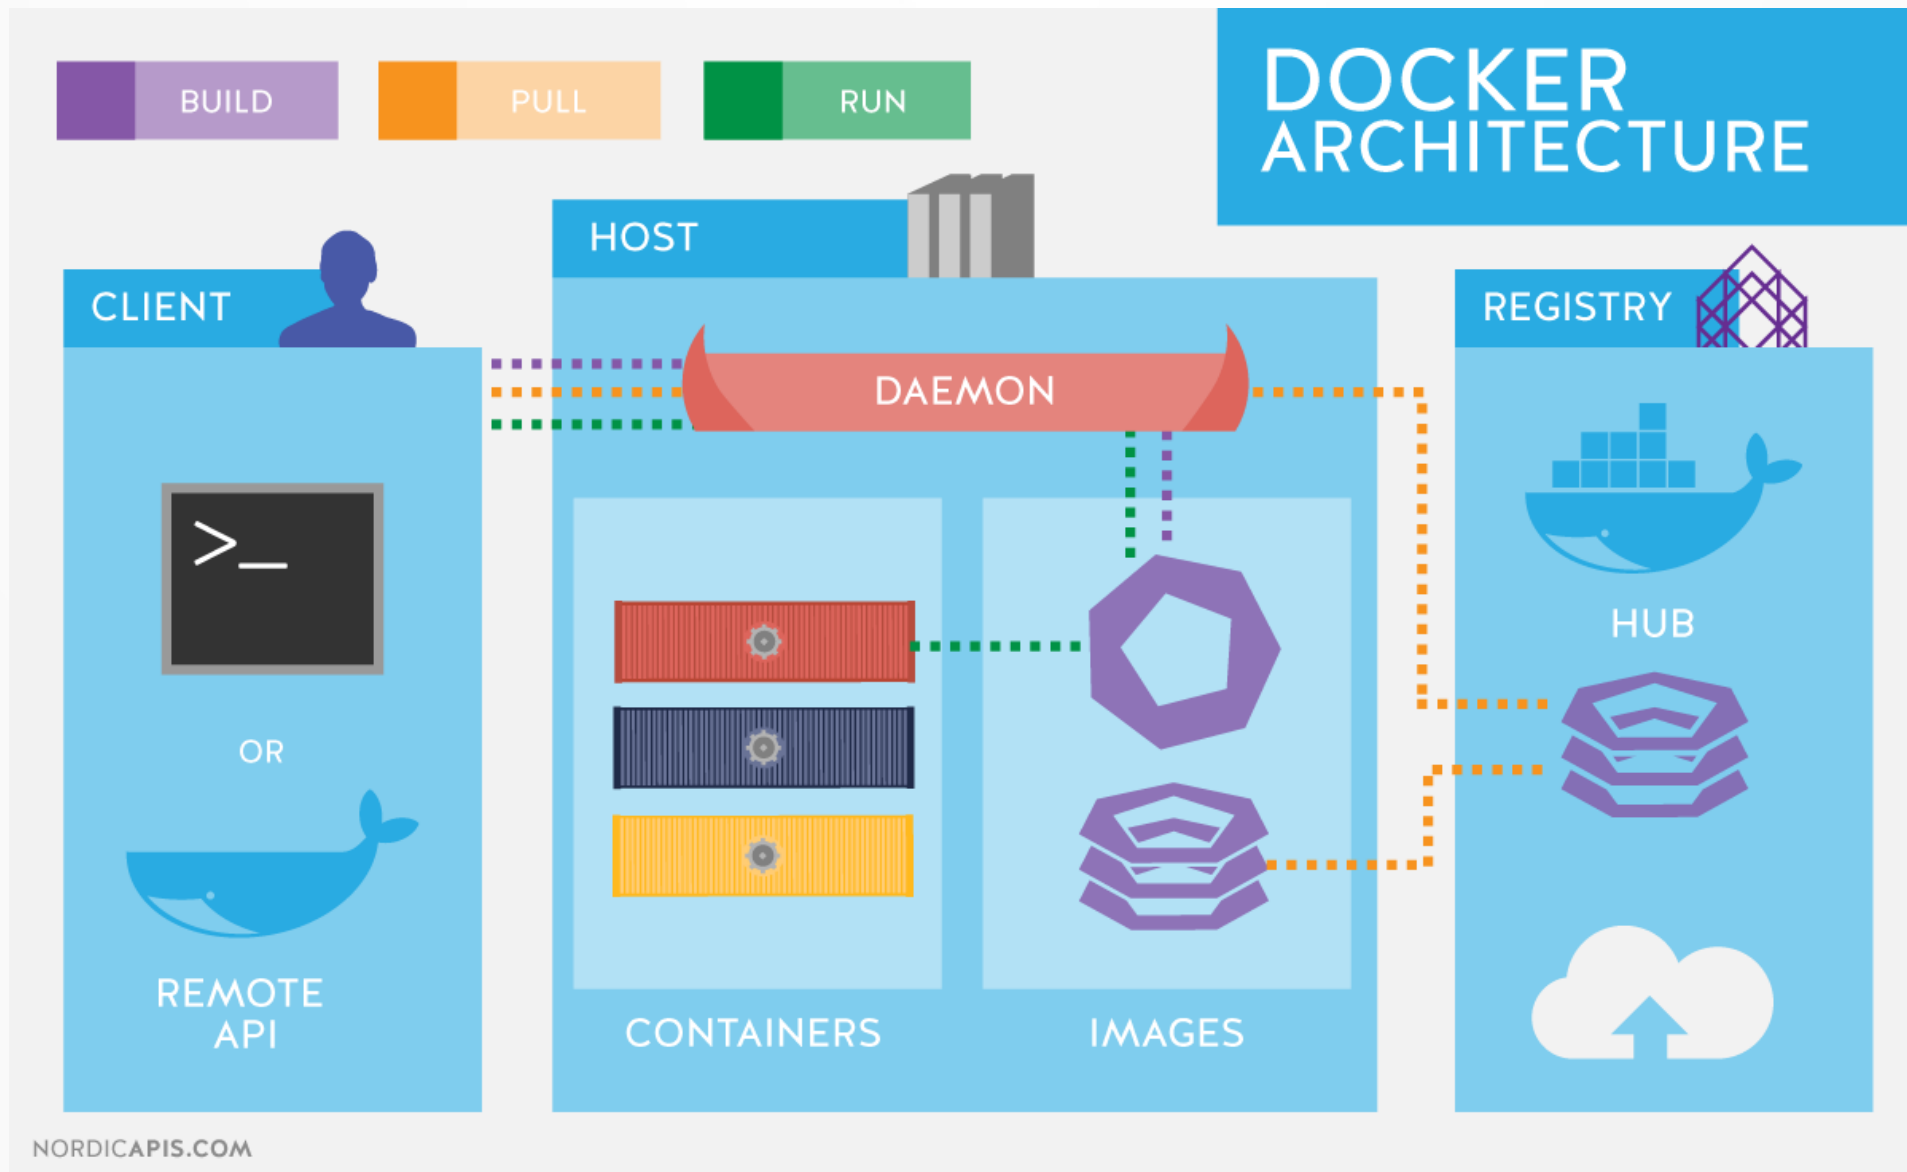 BUILD
PULL
RUN
DOCKER
ARCHITECTURE
HOST
CLIENT
REGISTRY
DAEMON
>_
HUB
OR
REMOTE
API
CONTAINERS
IMAGES
NORDICAPIS.COM